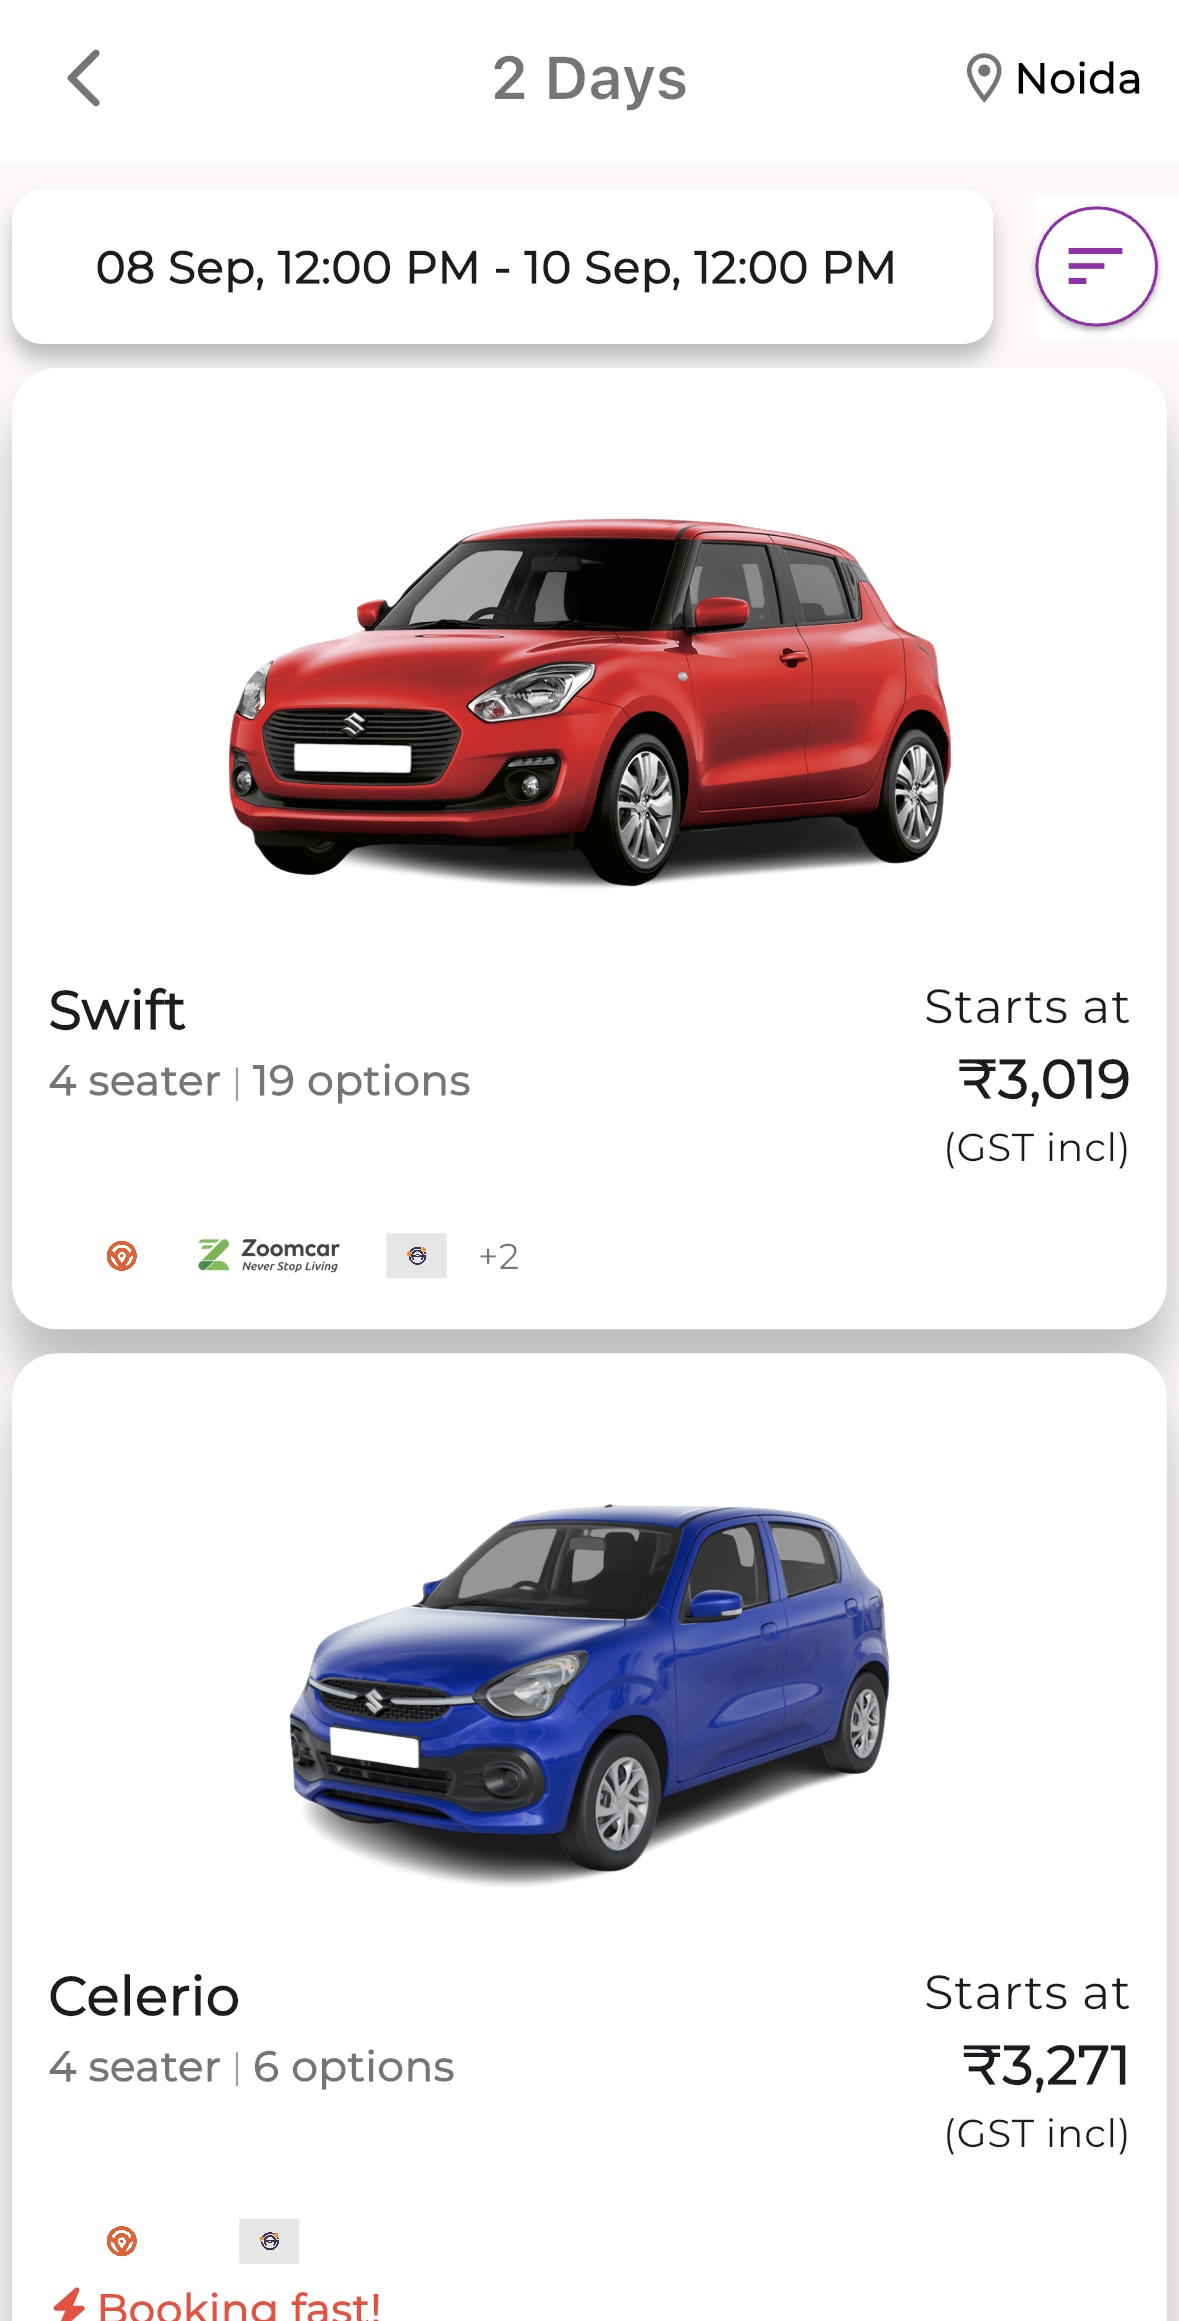 2 Days
Noida
08 Sep, 12:00 PM - 10 Sep, 12:00 PM
Swift
Starts at
4 seater | 19 options
₹3,019
(GST incl)
Zoomcar
Never Stop Living
+2
Celerio
Starts at
4 seater | 6 options
₹3,271
(GST incl)
Booking fast!